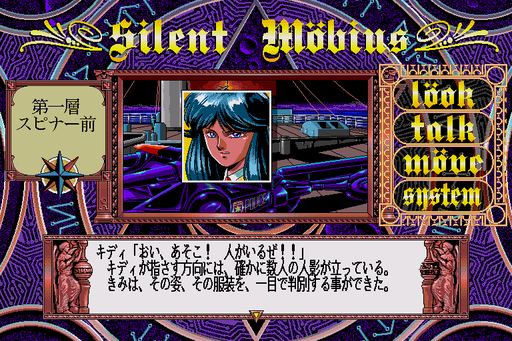 Silent Möbius
第一層
スピナー前
löok
talk
möve
system
キディ「おい、あそこ! 人がいるぜ!!」
キディが指さす方向には、確かに数人の人影が立っている。
きみは、その姿、その服装を、一目で判別する事ができた。